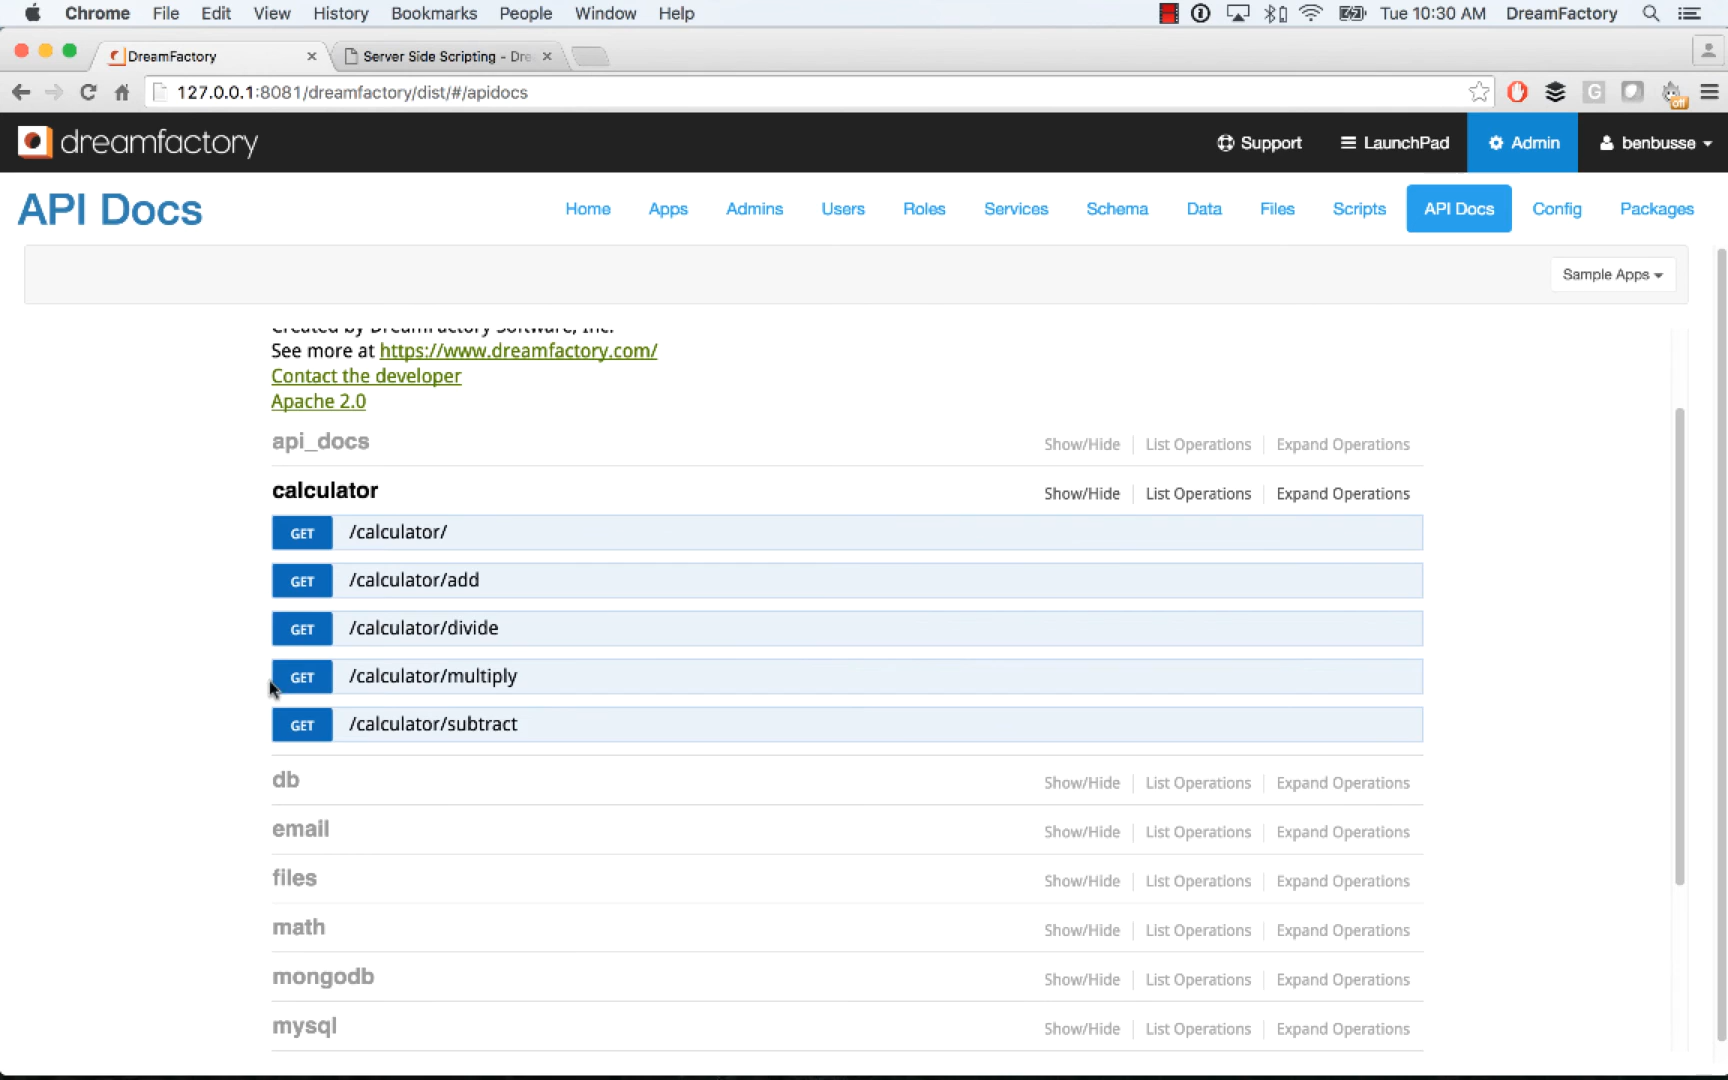 Chrome File Edit View History Bookmarks People Window Help Tue 10:30 AM DreamFactory
DreamFactory Server Side Scripting - Dre
127.0.0.1:8081/dreamfactory/dist/#/apidocs
G off
dreamfactory Support LaunchPad Admin benbusse
API Docs Home Apps Admins Users Roles Services Schema Data Files Scripts API Docs Config Packages
Sample Apps
Created by DreamFactory Software, Inc.
See more at https://www.dreamfactory.com/
Contact the developer
Apache 2.0
api_docs Show/Hide List Operations Expand Operations
calculator Show/Hide List Operations Expand Operations
GET /calculator/
GET /calculator/add
GET /calculator/divide
GET /calculator/multiply
GET /calculator/subtract
db Show/Hide List Operations Expand Operations
email Show/Hide List Operations Expand Operations
files Show/Hide List Operations Expand Operations
math Show/Hide List Operations Expand Operations
mongodb Show/Hide List Operations Expand Operations
mysql Show/Hide List Operations Expand Operations